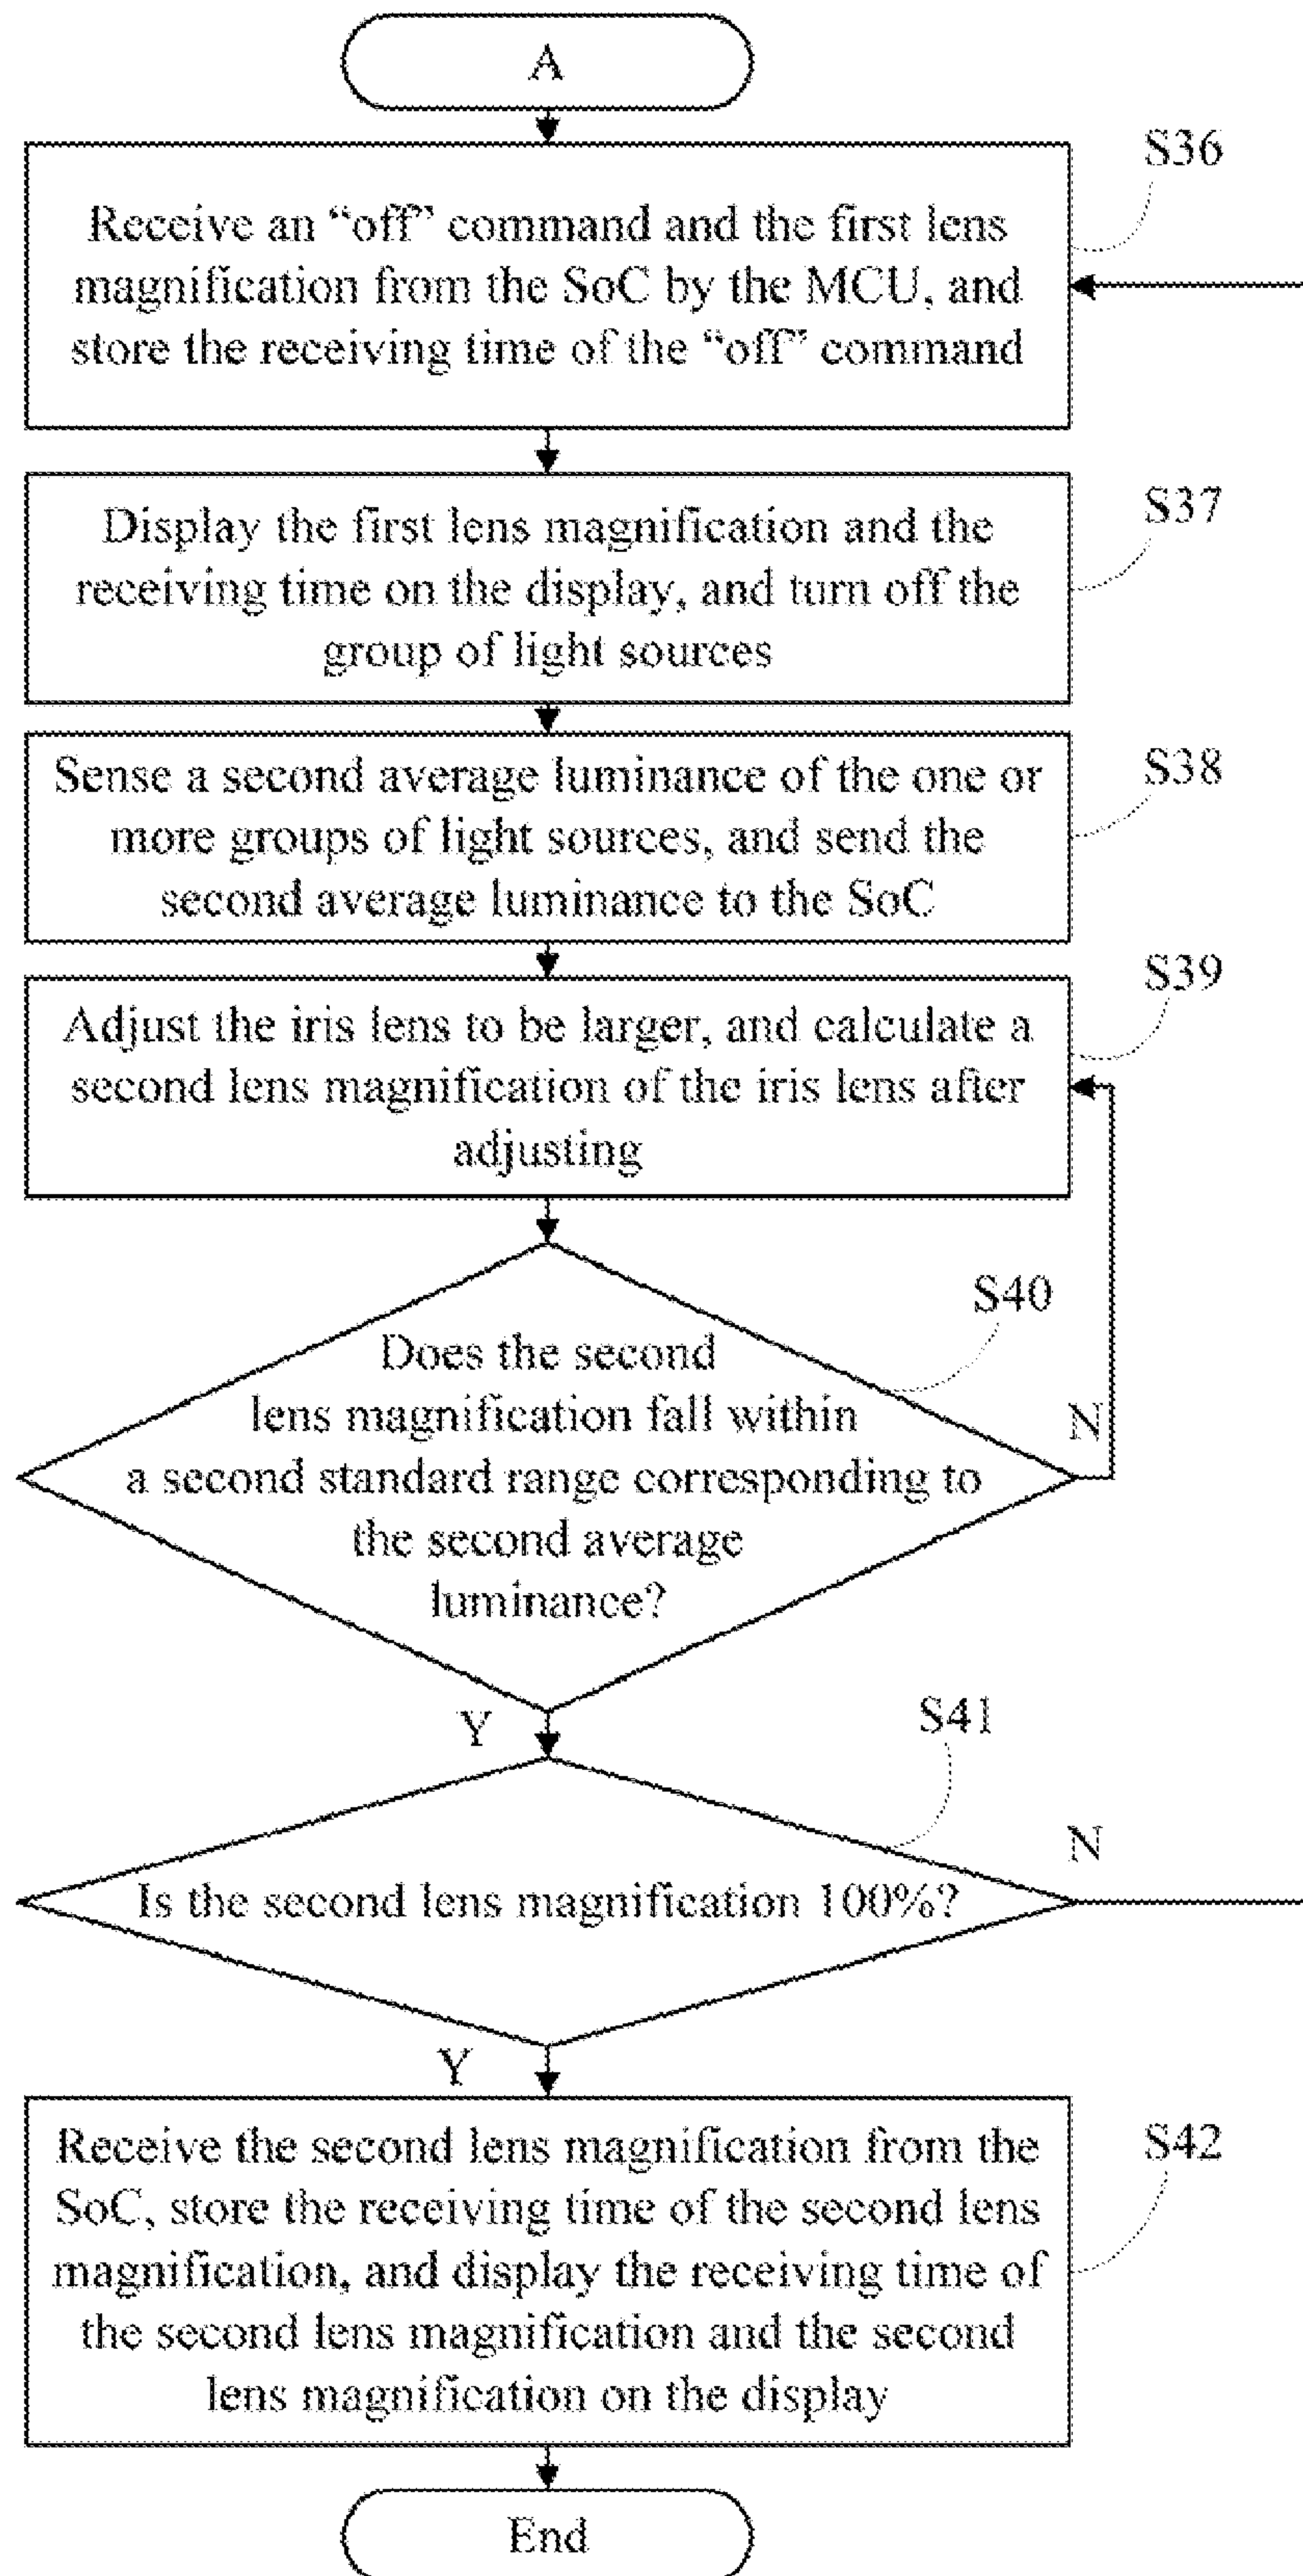 A
S36
Receive an “off” command and the first lens
magnification from the SoC by the MCU, and
store the receiving time of the “off” command
S37
Display the first lens magnification and the
receiving time on the display, and turn off the
group of light sources
S38
Sense a second average luminance of the one or
more groups of light sources, and send the
second average luminance to the SoC
S39
Adjust the iris lens to be larger, and calculate a
second lens magnification of the iris lens after
adjusting
S40
Does the second
lens magnification fall within
N
a second standard range corresponding to
the second average
luminance?
Y
S41
N
Is the second lens magnification 100%?
Y
S42
Receive the second lens magnification from the
SoC, store the receiving time of the second lens
magnification, and display the receiving time of
the second lens magnification and the second
lens magnification on the display
End